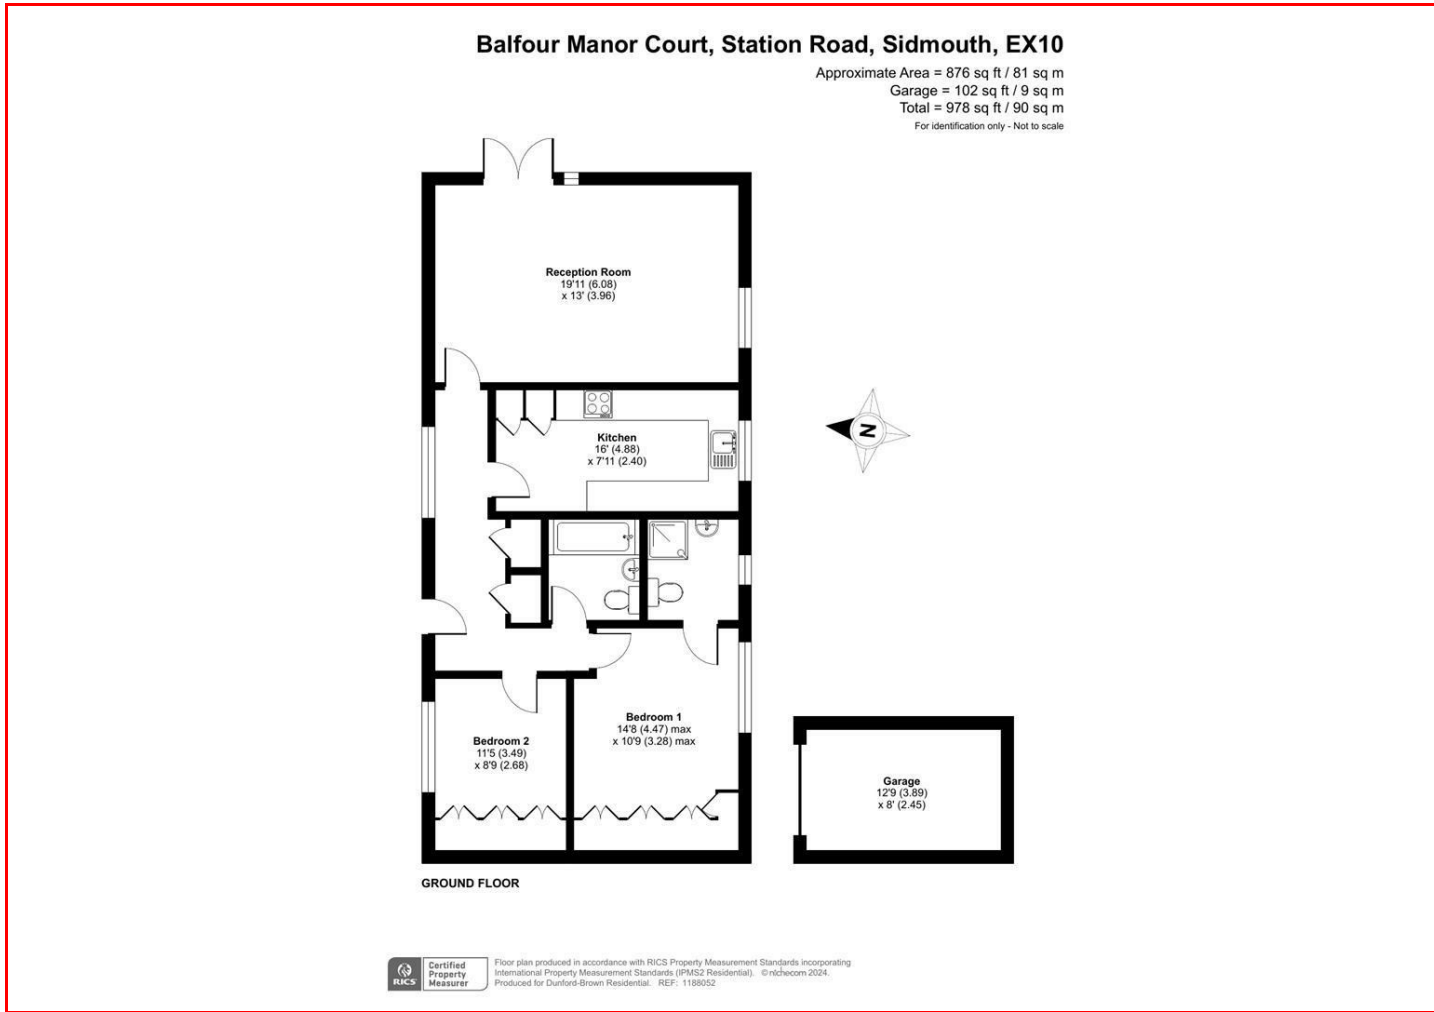 Balfour Manor Court, Station Road, Sidmouth, EX10
Approximate Area = 876 sq ft / 81 sq m
Garage = 102 sq ft / 9 sq m
Total = 978 sq ft / 90 sq m
For identification only - Not to scale
Reception Room
19'11 (6.08)
x 13' (3.96)
Kitchen
16' (4.88)
x 7'11 (2.40)
N
Bedroom 1
14'8 (4.47) max
x 10'9 (3.28) max
Bedroom 2
11'5 (3.49)
x 8'9 (2.68)
Garage
12'9 (3.89)
x 8' (2.45)
GROUND FLOOR
RICS
Certified
Property
Measurer
Floor plan produced in accordance with RICS Property Measurement Standards incorporating
International Property Measurement Standards (IPMS2 Residential). © nichecom 2024.
Produced for Dunford-Brown Residential. REF: 1188052